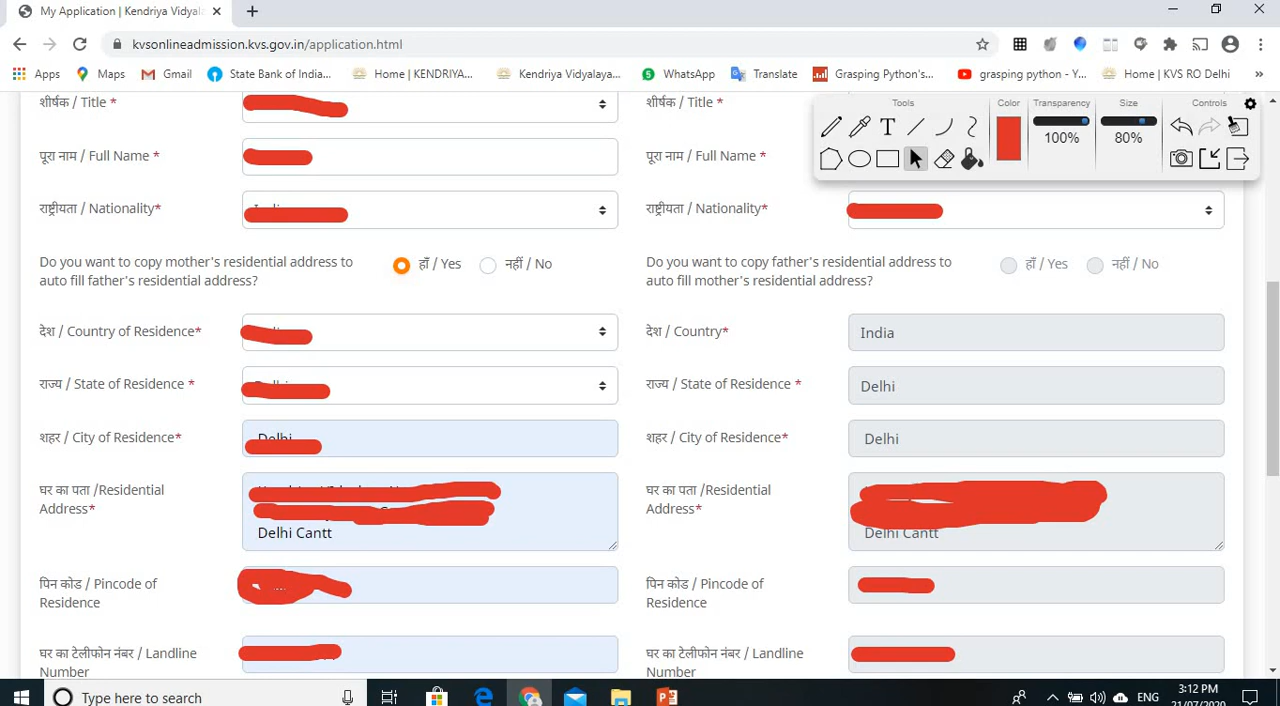 My Application | Kendriya Vidyal
kvsonlineadmission.kvs.gov.in/application.html
Apps Maps Gmail State Bank of India... Home | KENDRIYA... Kendriya Vidyalaya... WhatsApp Translate Grasping Python's... grasping python - Y... Home | KVS RO Delhi »
Tools Color Transparency Size Controls
100% 80%
शीर्षक / Title * शीर्षक / Title *
पूरा नाम / Full Name * पूरा नाम / Full Name *
राष्ट्रीयता / Nationality* राष्ट्रीयता / Nationality*
Do you want to copy mother's residential address to हाँ / Yes नहीं / No Do you want to copy father's residential address to हाँ / Yes नहीं / No
auto fill father's residential address? auto fill mother's residential address?
देश / Country of Residence* देश / Country* India
राज्य / State of Residence * राज्य / State of Residence * Delhi
शहर / City of Residence* Delhi शहर / City of Residence* Delhi
घर का पता /Residential घर का पता /Residential
Address* Address*
Delhi Cantt Delhi Cantt
पिन कोड / Pincode of पिन कोड / Pincode of
Residence Residence
घर का टेलीफोन नंबर / Landline घर का टेलीफोन नंबर / Landline
Number Number
Type here to search ENG 3:12 PM
21/07/2020